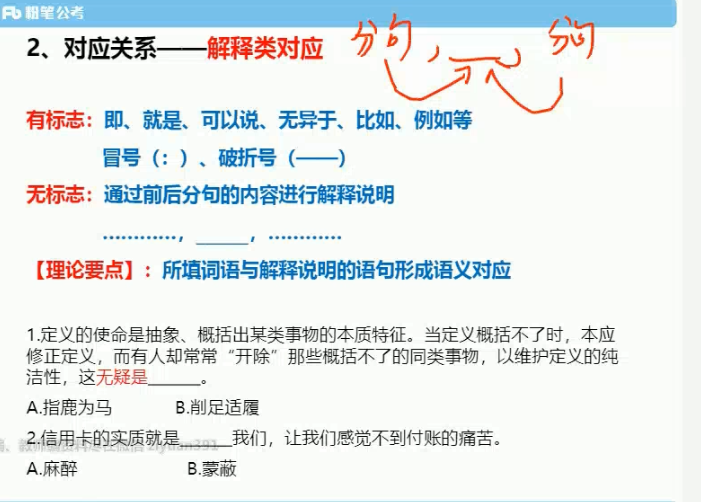 粉笔公考
2、对应关系——解释类对应
分句，——，分句
有标志：即、就是、可以说、无异于、比如、例如等
冒号（：）、破折号（——）
无标志：通过前后分句的内容进行解释说明
…………，______，…………
【理论要点】：所填词语与解释说明的语句形成语义对应
1.定义的使命是抽象、概括出某类事物的本质特征。当定义概括不了时，本应
修正定义，而有人却常常“开除”那些概括不了的同类事物，以维护定义的纯
洁性，这无疑是______。
A.指鹿为马 B.削足适履
2.信用卡的实质就是______我们，让我们感觉不到付账的痛苦。
A.麻醉 B.蒙蔽